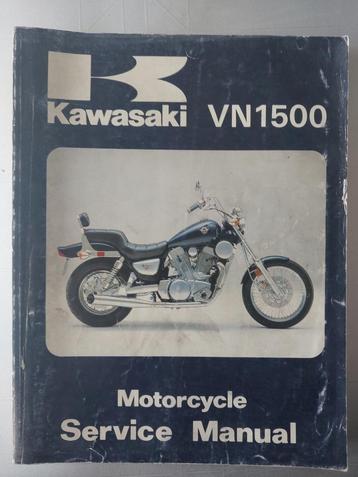 Kawasaki VN1500
Motorcycle
Service Manual